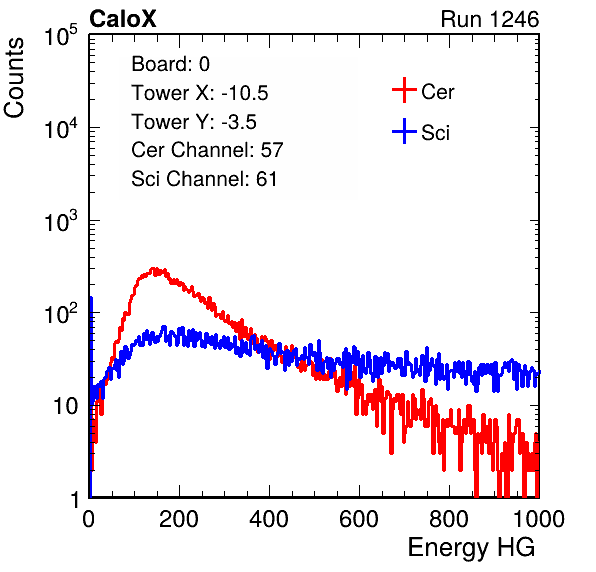 CaloX Run 1246
Counts
Board: 0
Tower X: -10.5
Tower Y: -3.5
Cer Channel: 57
Sci Channel: 61
Cer
Sci
10^5
10^4
10^3
10^2
10
1
0 200 400 600 800 1000
Energy HG